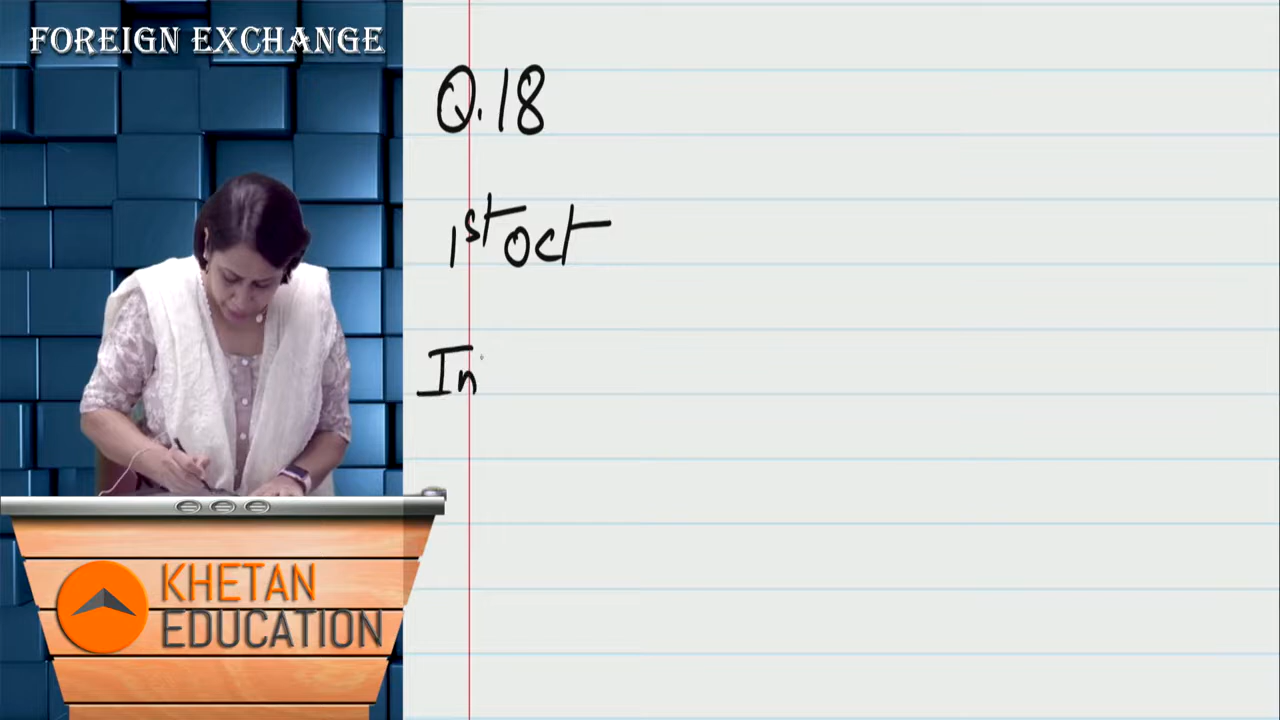 FOREIGN EXCHANGE
Q.18
1st Oct
In
KHETAN
EDUCATION